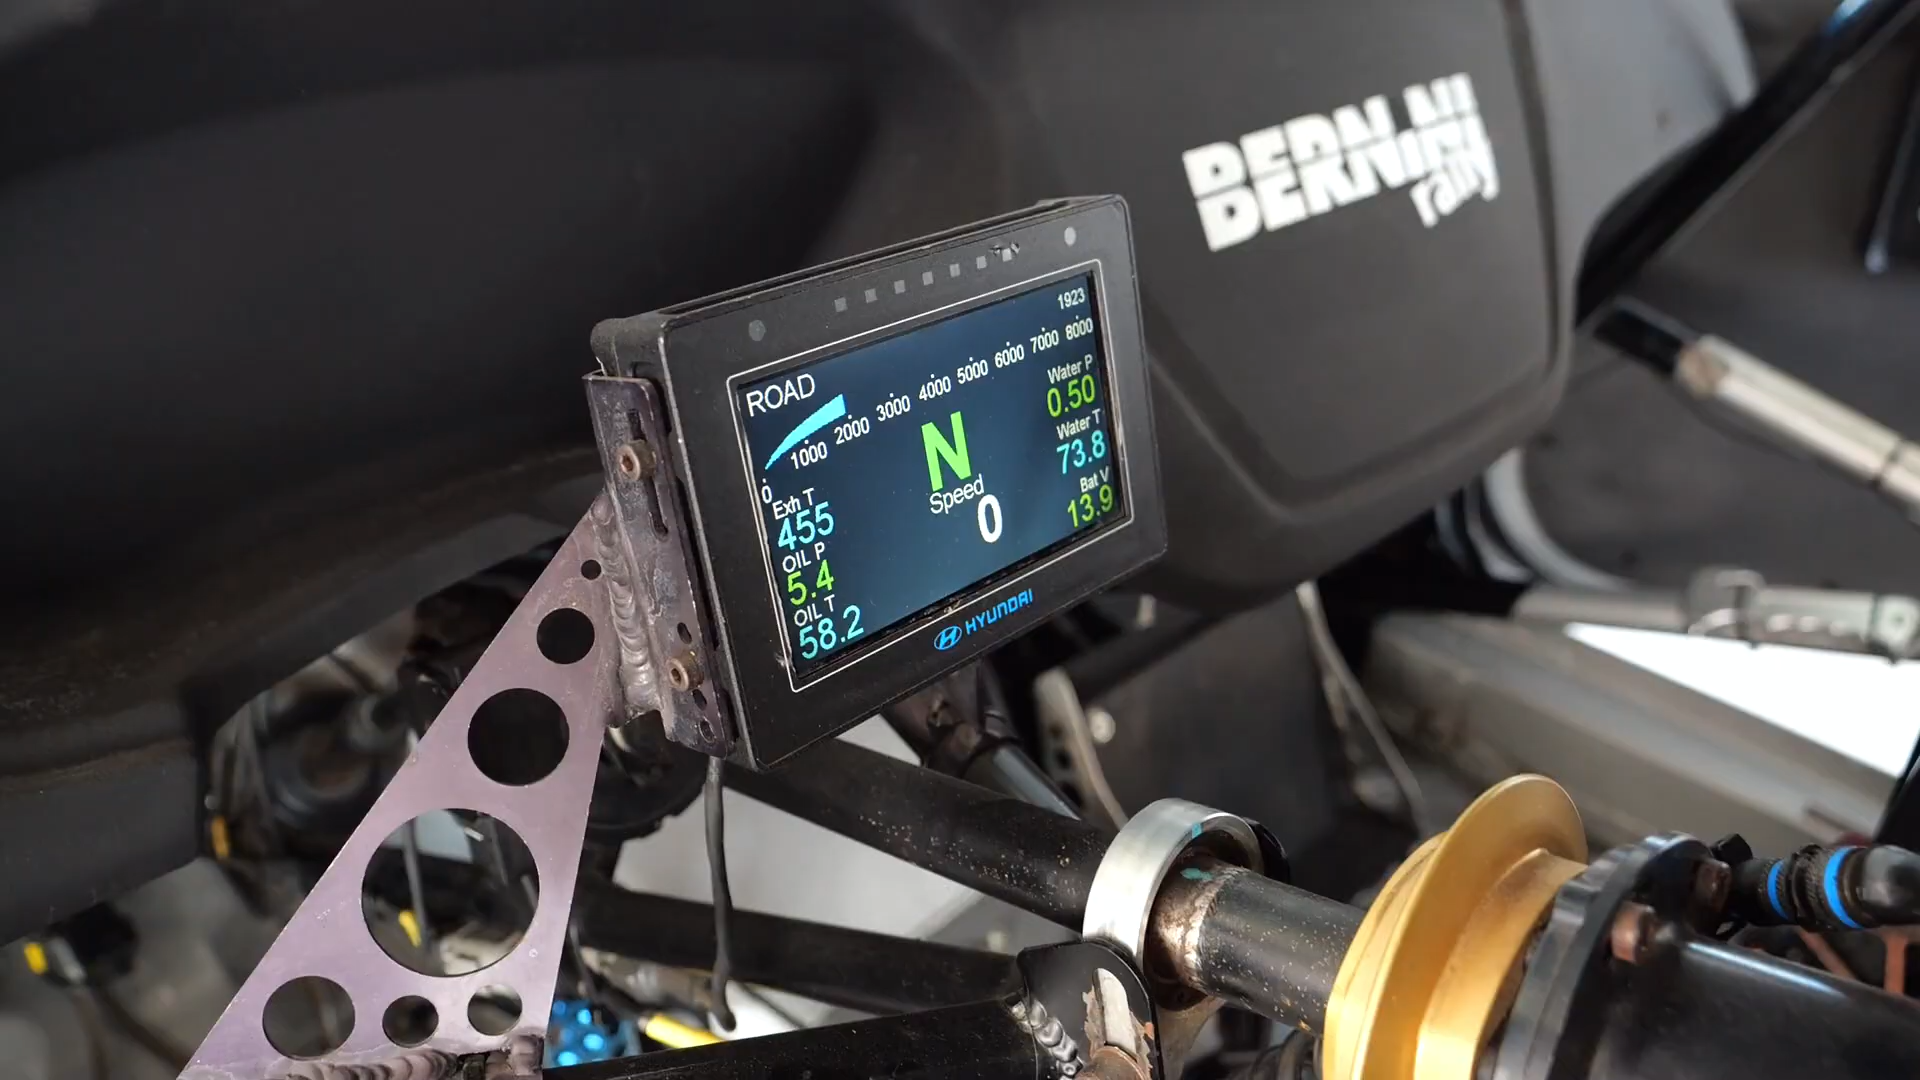 BERNINI
rally
1923
ROAD
0 1000 2000 3000 4000 5000 6000 7000 8000
N
Speed
0
Exh T
455
OIL P
5.4
OIL T
58.2
Water P
0.50
Water T
73.8
Bat V
13.9
HYUNDAI